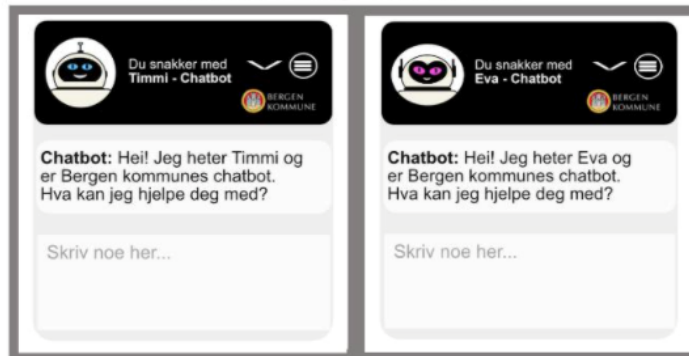 Du snakker med
Timmi - Chatbot
BERGEN
KOMMUNE
Chatbot: Hei! Jeg heter Timmi og
er Bergen kommunes chatbot.
Hva kan jeg hjelpe deg med?
Skriv noe her...
Du snakker med
Eva - Chatbot
BERGEN
KOMMUNE
Chatbot: Hei! Jeg heter Eva og
er Bergen kommunes chatbot.
Hva kan jeg hjelpe deg med?
Skriv noe her...